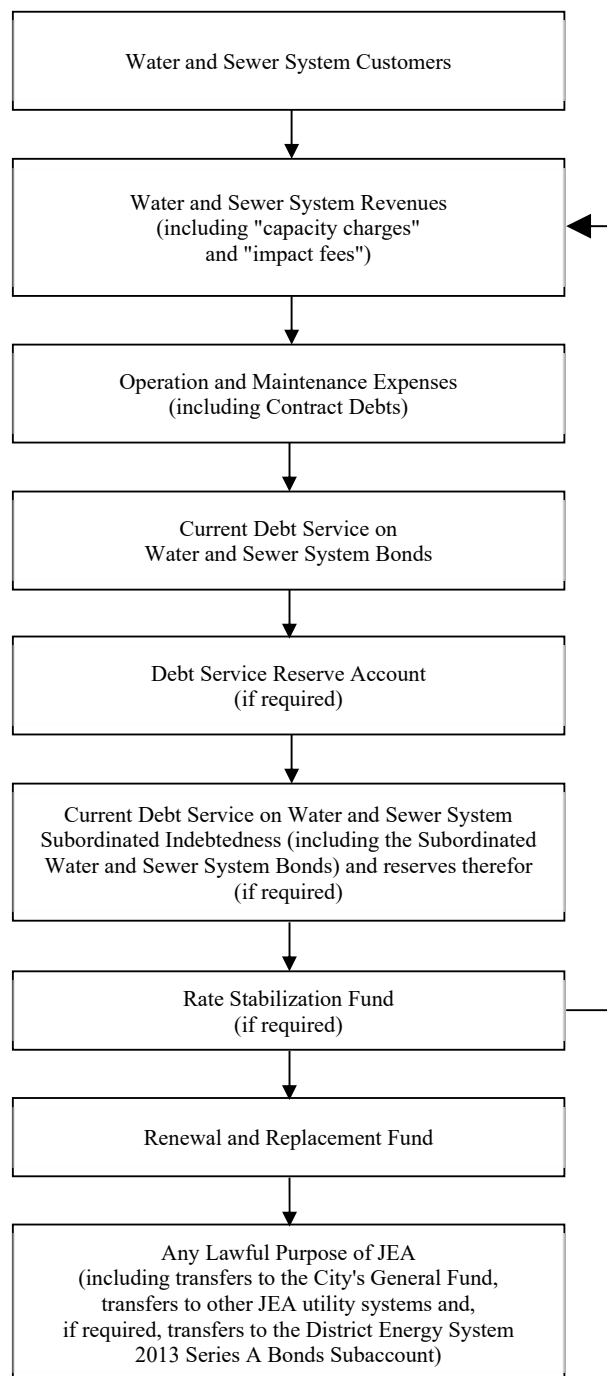 Water and Sewer System Customers
Water and Sewer System Revenues
(including "capacity charges"
and "impact fees")
Operation and Maintenance Expenses
(including Contract Debts)
Current Debt Service on
Water and Sewer System Bonds
Debt Service Reserve Account
(if required)
Current Debt Service on Water and Sewer System
Subordinated Indebtedness (including the Subordinated
Water and Sewer System Bonds) and reserves therefor
(if required)
Rate Stabilization Fund
(if required)
Renewal and Replacement Fund
Any Lawful Purpose of JEA
(including transfers to the City's General Fund,
transfers to other JEA utility systems and,
if required, transfers to the District Energy System
2013 Series A Bonds Subaccount)